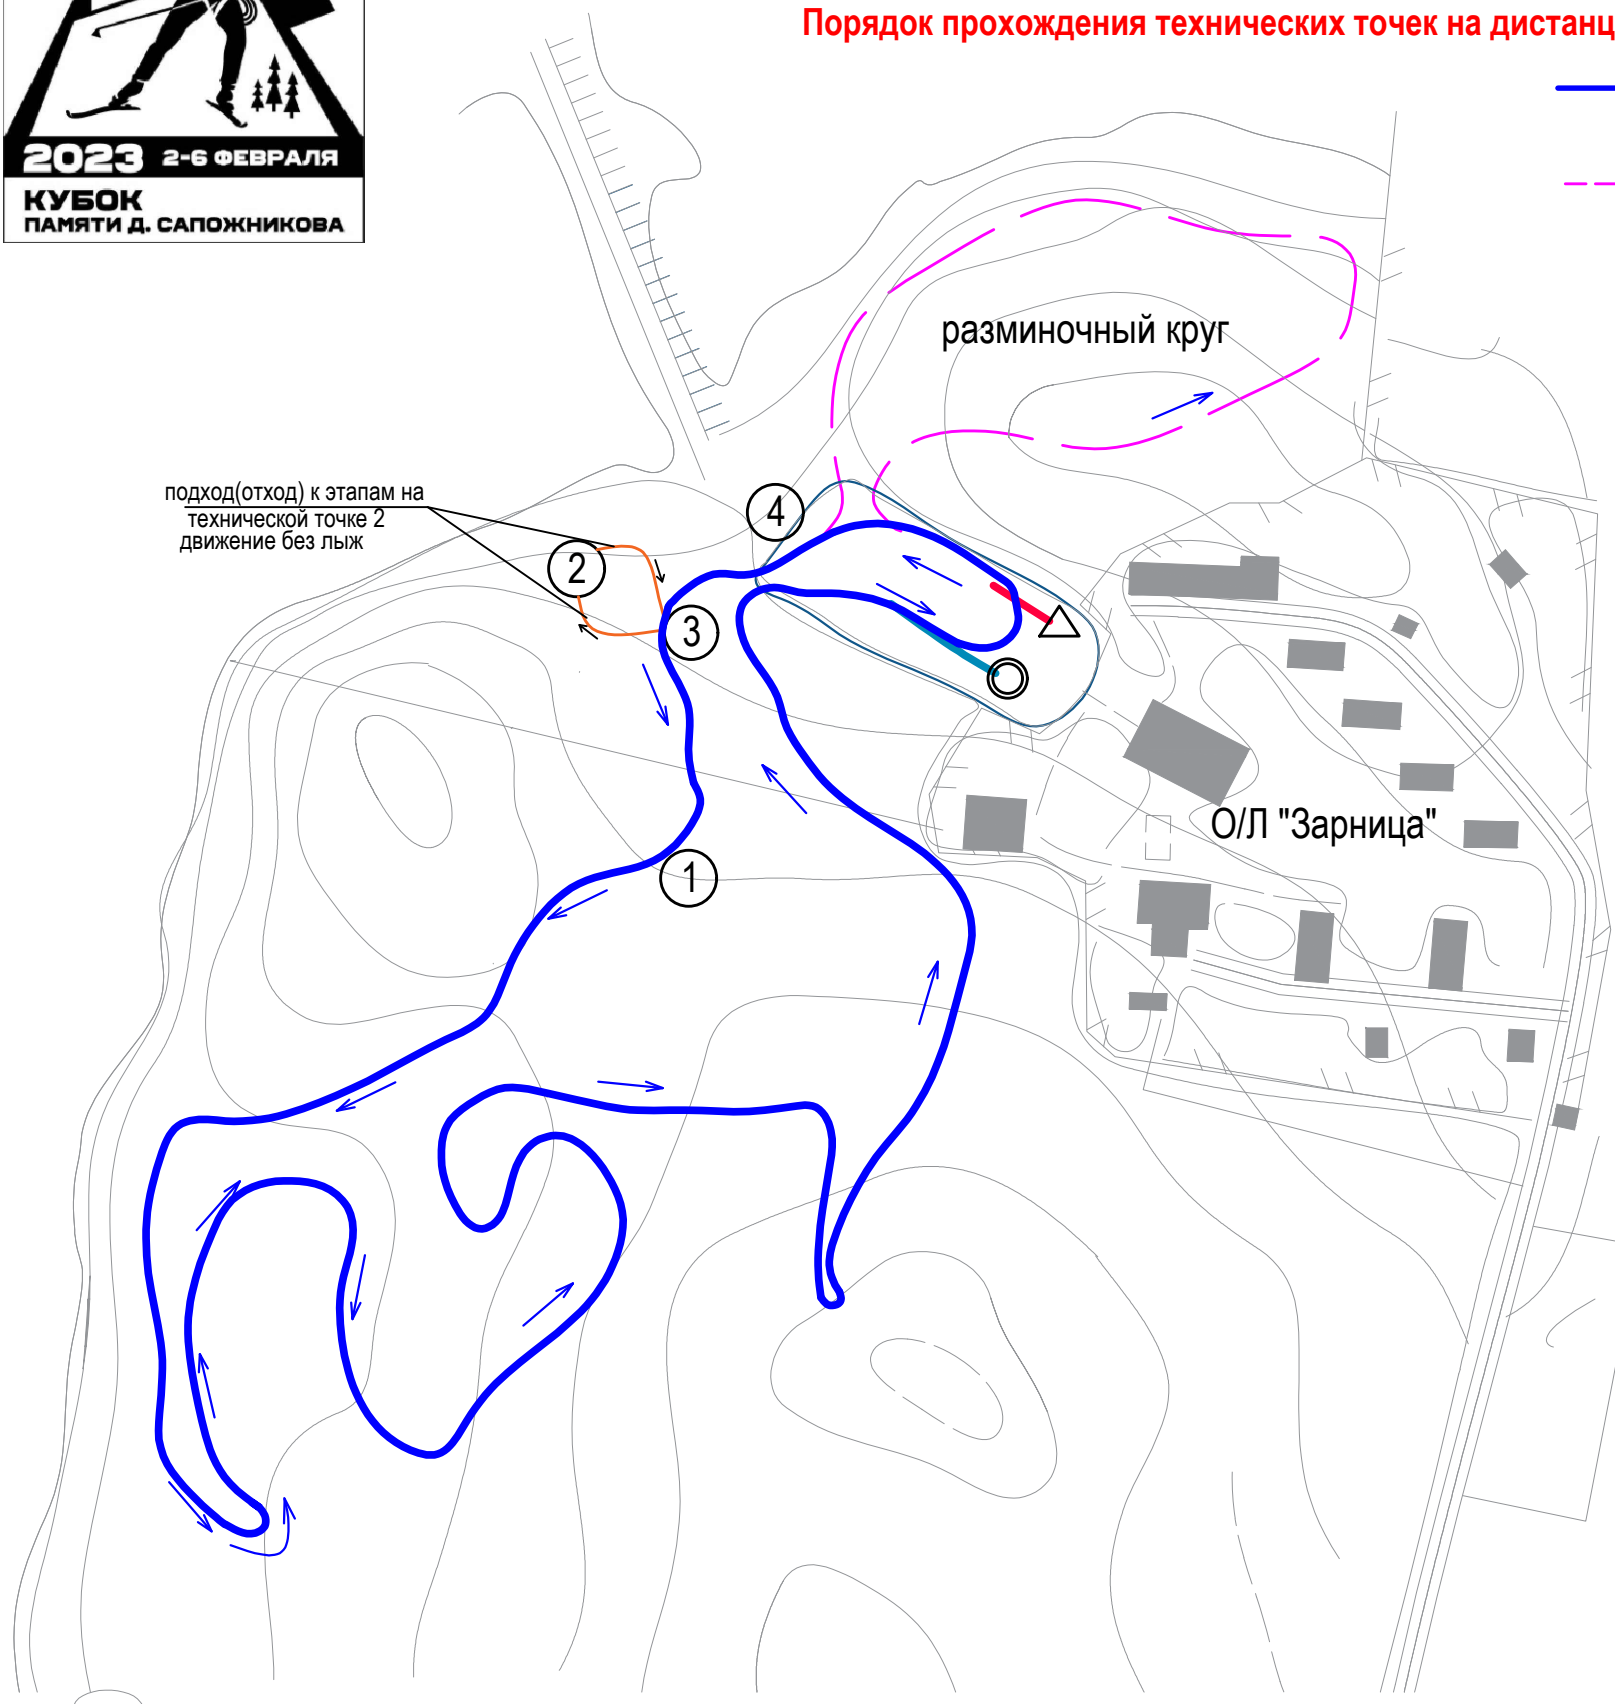 Порядок прохождения технических точек на дистанц
2023 2-6 ФЕВРАЛЯ
КУБОК
ПАМЯТИ Д. САПОЖНИКОВА
разминочный круг
подход(отход) к этапам на
технической точке 2
движение без лыж
4
2
3
О/Л "Зарница"
1